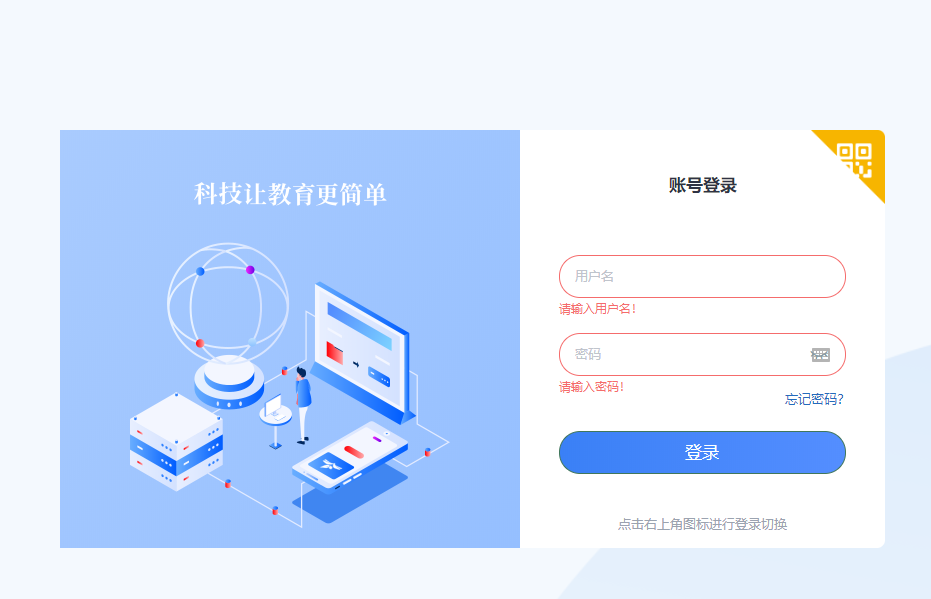 科技让教育更简单
账号登录
用户名
请输入用户名!
密码
请输入密码!
忘记密码?
登录
点击右上角图标进行登录切换